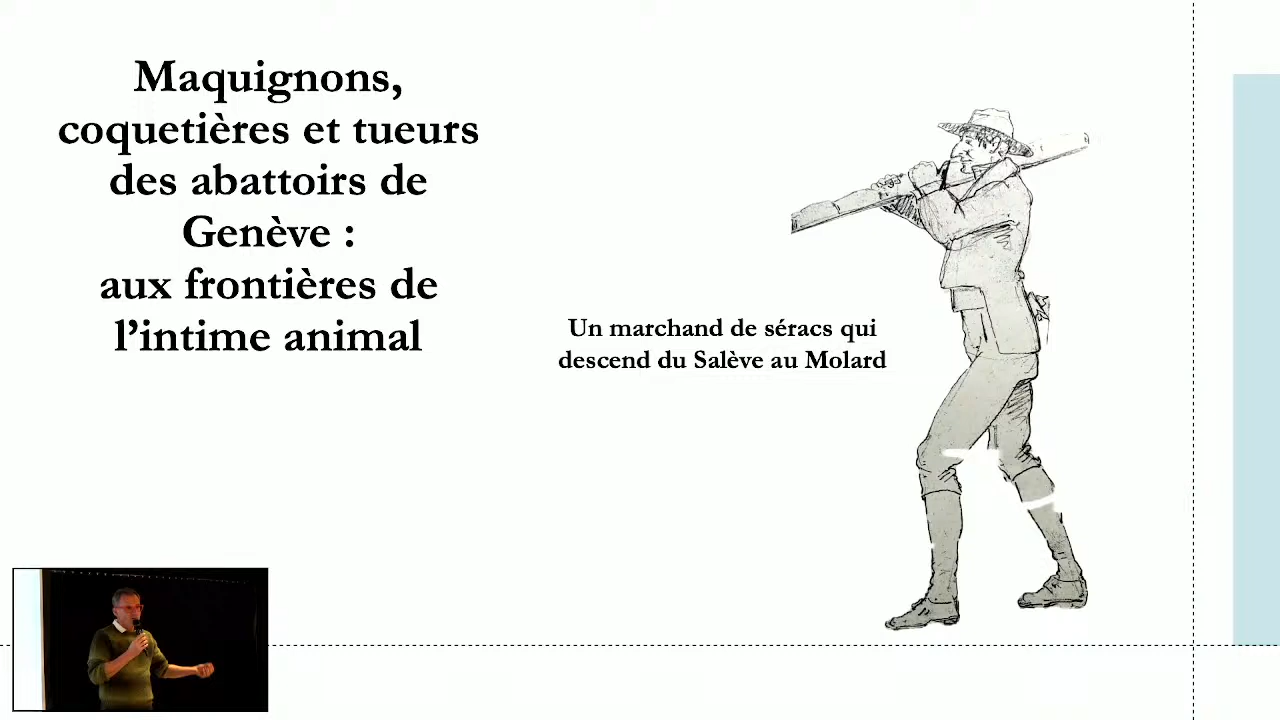 Maquignons,
coquetières et tueurs
des abattoirs de
Genève :
aux frontières de
l’intime animal
Un marchand de séracs qui
descend du Salève au Molard